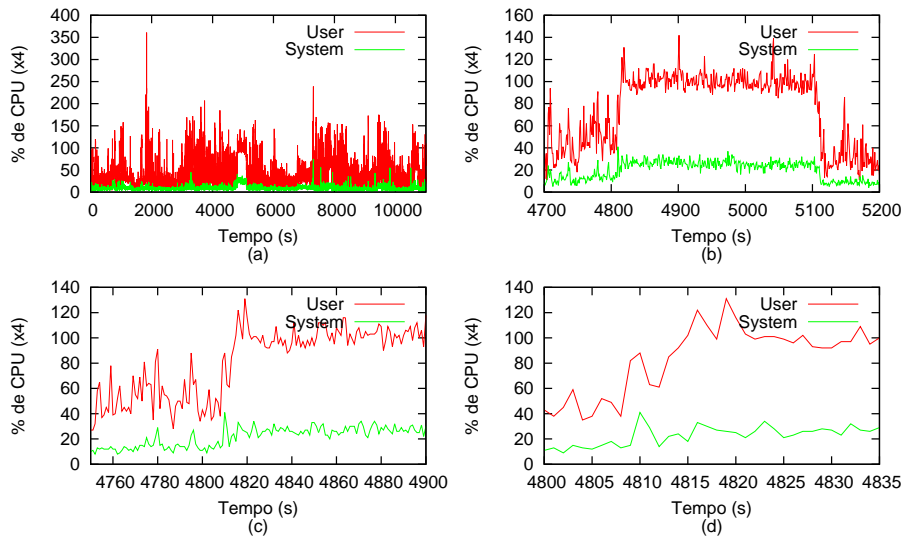 % de CPU (x4)
400
350
300
250
200
150
100
50
0
User
System
0 2000 4000 6000 8000 10000
Tempo (s)
(a)
% de CPU (x4)
160
140
120
100
80
60
40
20
0
User
System
4700 4800 4900 5000 5100 5200
Tempo (s)
(b)
% de CPU (x4)
140
120
100
80
60
40
20
0
User
System
4760 4780 4800 4820 4840 4860 4880 4900
Tempo (s)
(c)
% de CPU (x4)
140
120
100
80
60
40
20
0
User
System
4800 4805 4810 4815 4820 4825 4830 4835
Tempo (s)
(d)